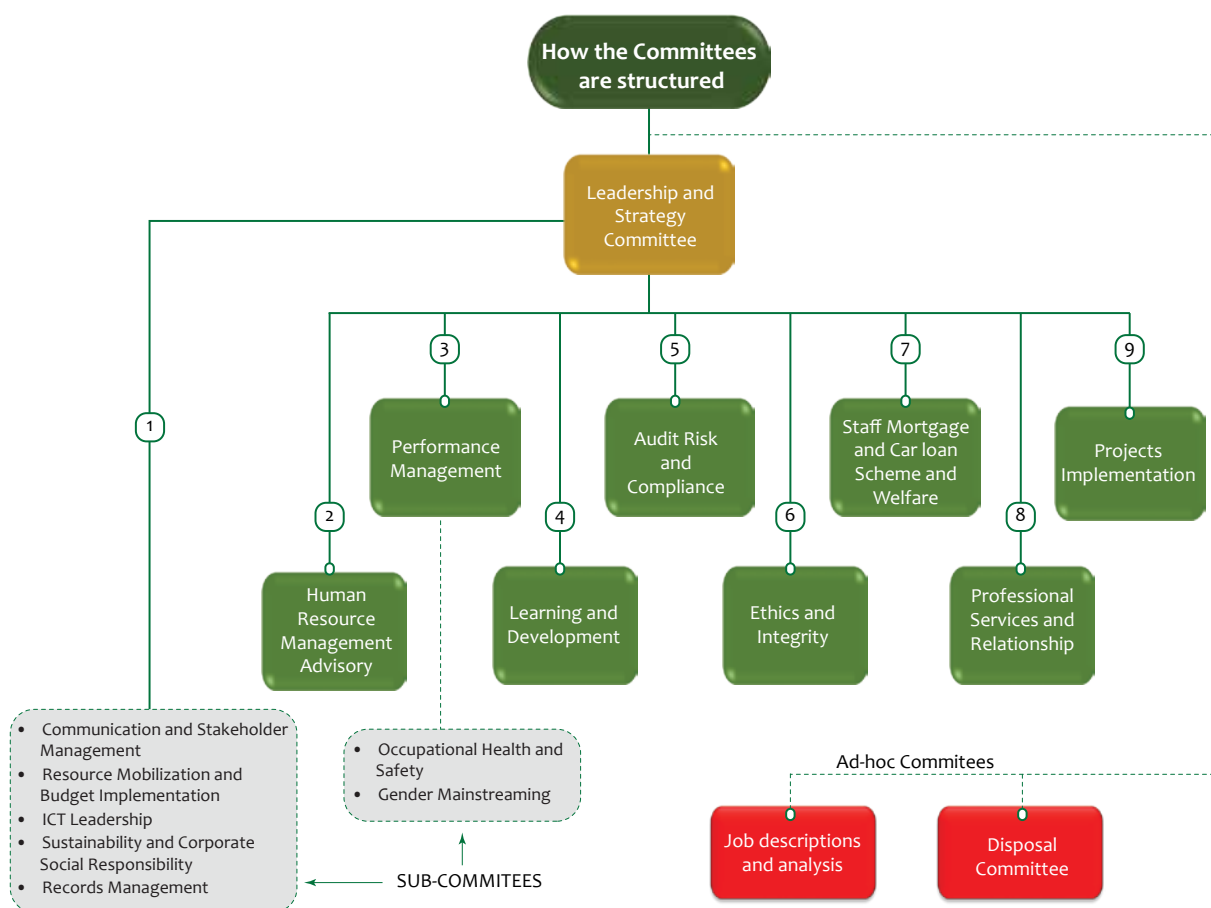 How the Committees
are structured
Leadership and
Strategy
Committee
1
2
3
4
5
6
7
8
9
Performance
Management
Audit Risk
and
Compliance
Staff Mortgage
and Car loan
Scheme and
Welfare
Projects
Implementation
Human
Resource
Management
Advisory
Learning and
Development
Ethics and
Integrity
Professional
Services and
Relationship
• Communication and Stakeholder
Management
• Resource Mobilization and
Budget Implementation
• ICT Leadership
• Sustainability and Corporate
Social Responsibility
• Records Management
• Occupational Health and
Safety
• Gender Mainstreaming
SUB-COMMITEES
Ad-hoc Commitees
Job descriptions
and analysis
Disposal
Committee